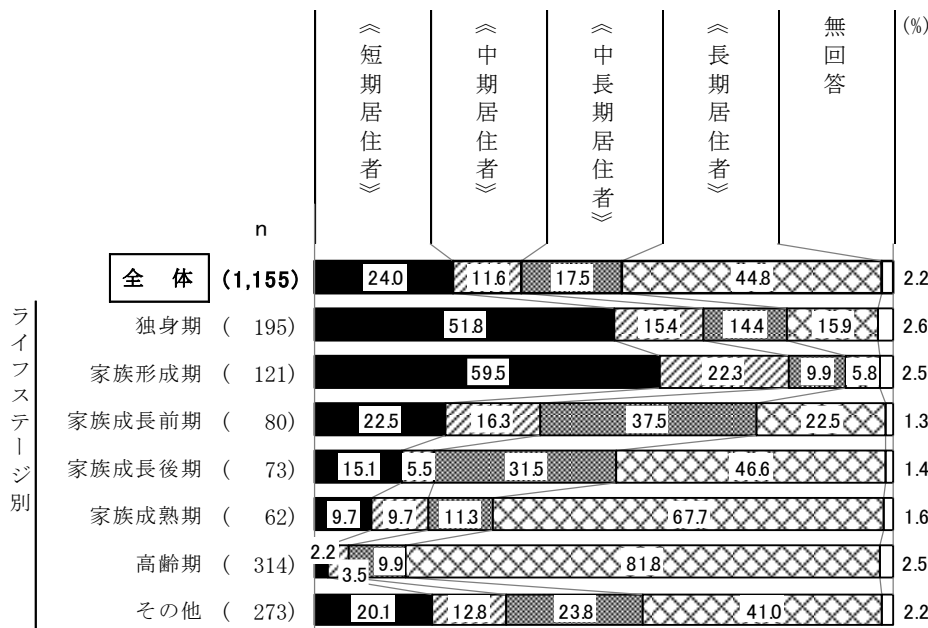 《短期居住者》
《中期居住者》
《中長期居住者》
《長期居住者》
無回答
(%)
n
全 体 (1,155) 24.0 11.6 17.5 44.8 2.2
ライフステージ別
独身期 ( 195) 51.8 15.4 14.4 15.9 2.6
家族形成期 ( 121) 59.5 22.3 9.9 5.8 2.5
家族成長前期 ( 80) 22.5 16.3 37.5 22.5 1.3
家族成長後期 ( 73) 15.1 5.5 31.5 46.6 1.4
家族成熟期 ( 62) 9.7 9.7 11.3 67.7 1.6
高齢期 ( 314) 2.2 3.5 9.9 81.8 2.5
その他 ( 273) 20.1 12.8 23.8 41.0 2.2